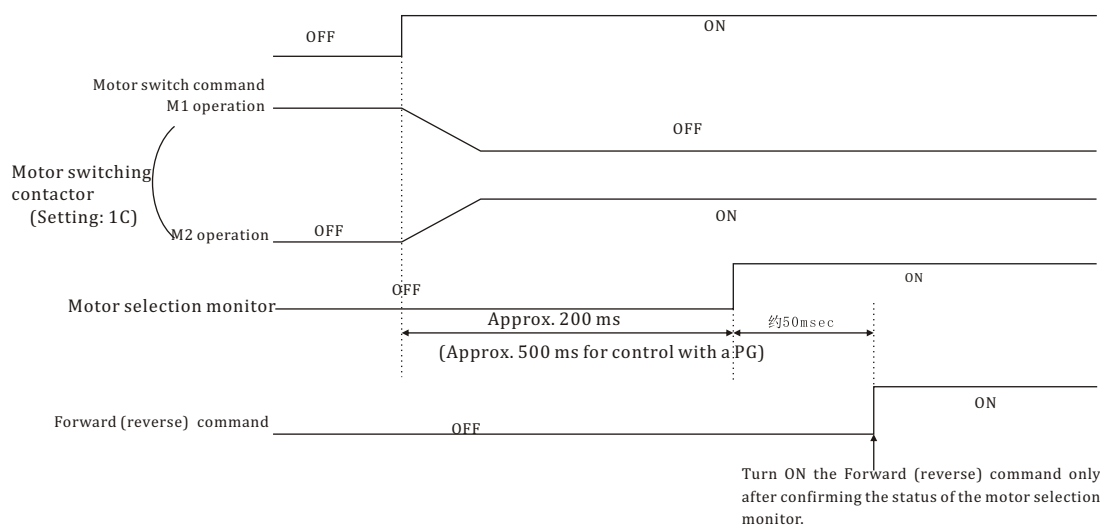 ON
OFF
Motor switch command
M1 operation
OFF
Motor switching
contactor
(Setting: 1C)
ON
M2 operation
OFF
ON
OFF
Motor selection monitor
Approx. 200 ms
约50msec
(Approx. 500 ms for control with a PG)
ON
Forward (reverse) command
OFF
Turn ON the Forward (reverse) command only
after confirming the status of the motor selection
monitor.